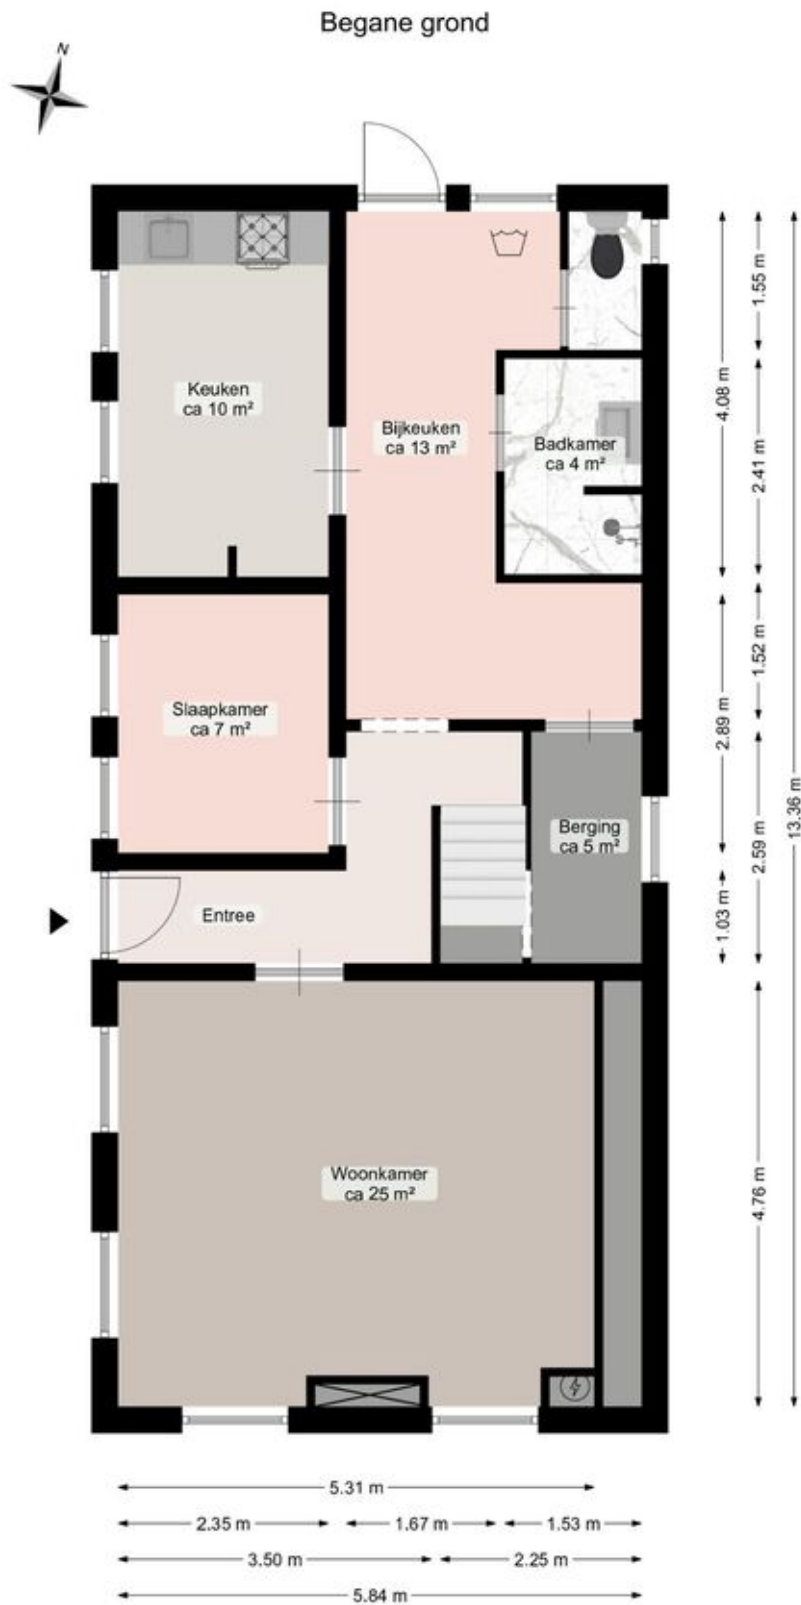 Begane grond
N
Keuken
ca 10 m²
Bijkeuken
ca 13 m²
Badkamer
ca 4 m²
Slaapkamer
ca 7 m²
Berging
ca 5 m²
Entree
Woonkamer
ca 25 m²
4.08 m
2.89 m
1.03 m
1.55 m
2.41 m
1.52 m
2.59 m
4.76 m
13.36 m
5.31 m
2.35 m
1.67 m
1.53 m
3.50 m
2.25 m
5.84 m